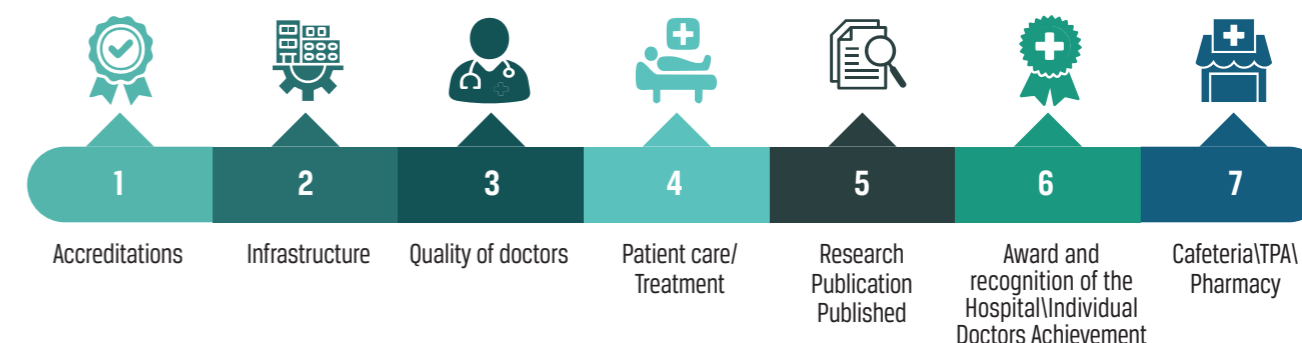 1
2
3
4
5
6
7
Accreditations
Infrastructure
Quality of doctors
Patient care/
Treatment
Research
Publication
Published
Award and
recognition of the
Hospital\Individual
Doctors Achievement
Cafeteria\TPA\
Pharmacy